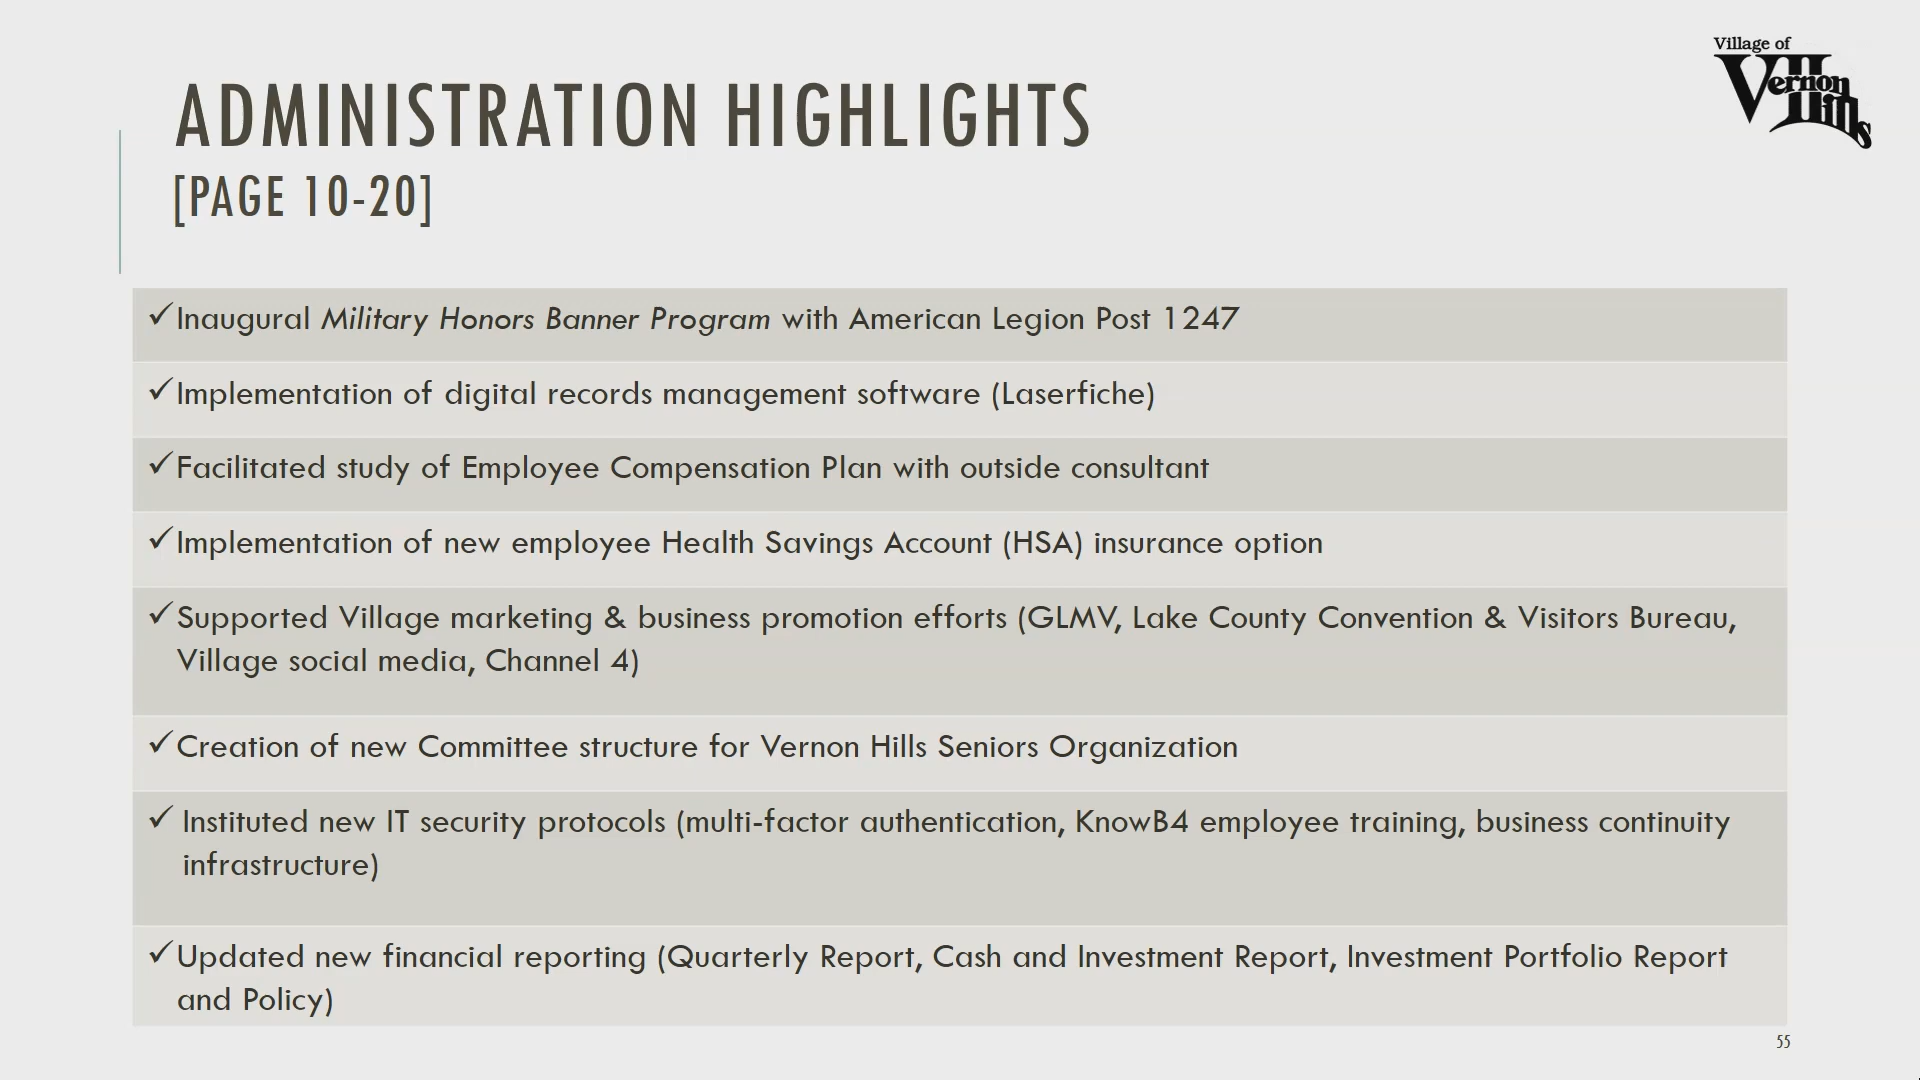 Village of
Vernon
Hills
ADMINISTRATION HIGHLIGHTS
[PAGE 10-20]
✓Inaugural Military Honors Banner Program with American Legion Post 1247
✓Implementation of digital records management software (Laserfiche)
✓Facilitated study of Employee Compensation Plan with outside consultant
✓Implementation of new employee Health Savings Account (HSA) insurance option
✓Supported Village marketing & business promotion efforts (GLMV, Lake County Convention & Visitors Bureau,
Village social media, Channel 4)
✓Creation of new Committee structure for Vernon Hills Seniors Organization
✓ Instituted new IT security protocols (multi-factor authentication, KnowB4 employee training, business continuity
infrastructure)
✓Updated new financial reporting (Quarterly Report, Cash and Investment Report, Investment Portfolio Report
and Policy)
55